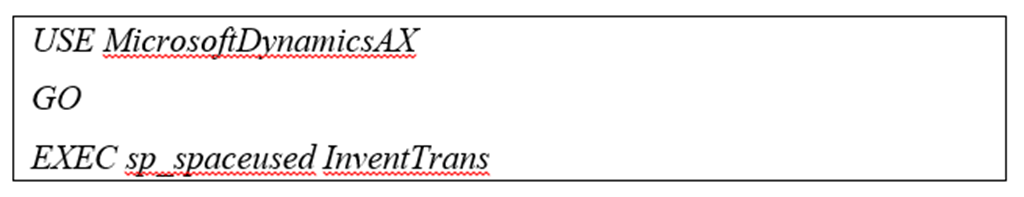 USE MicrosoftDynamicsAX
GO
EXEC sp_spaceused InventTrans